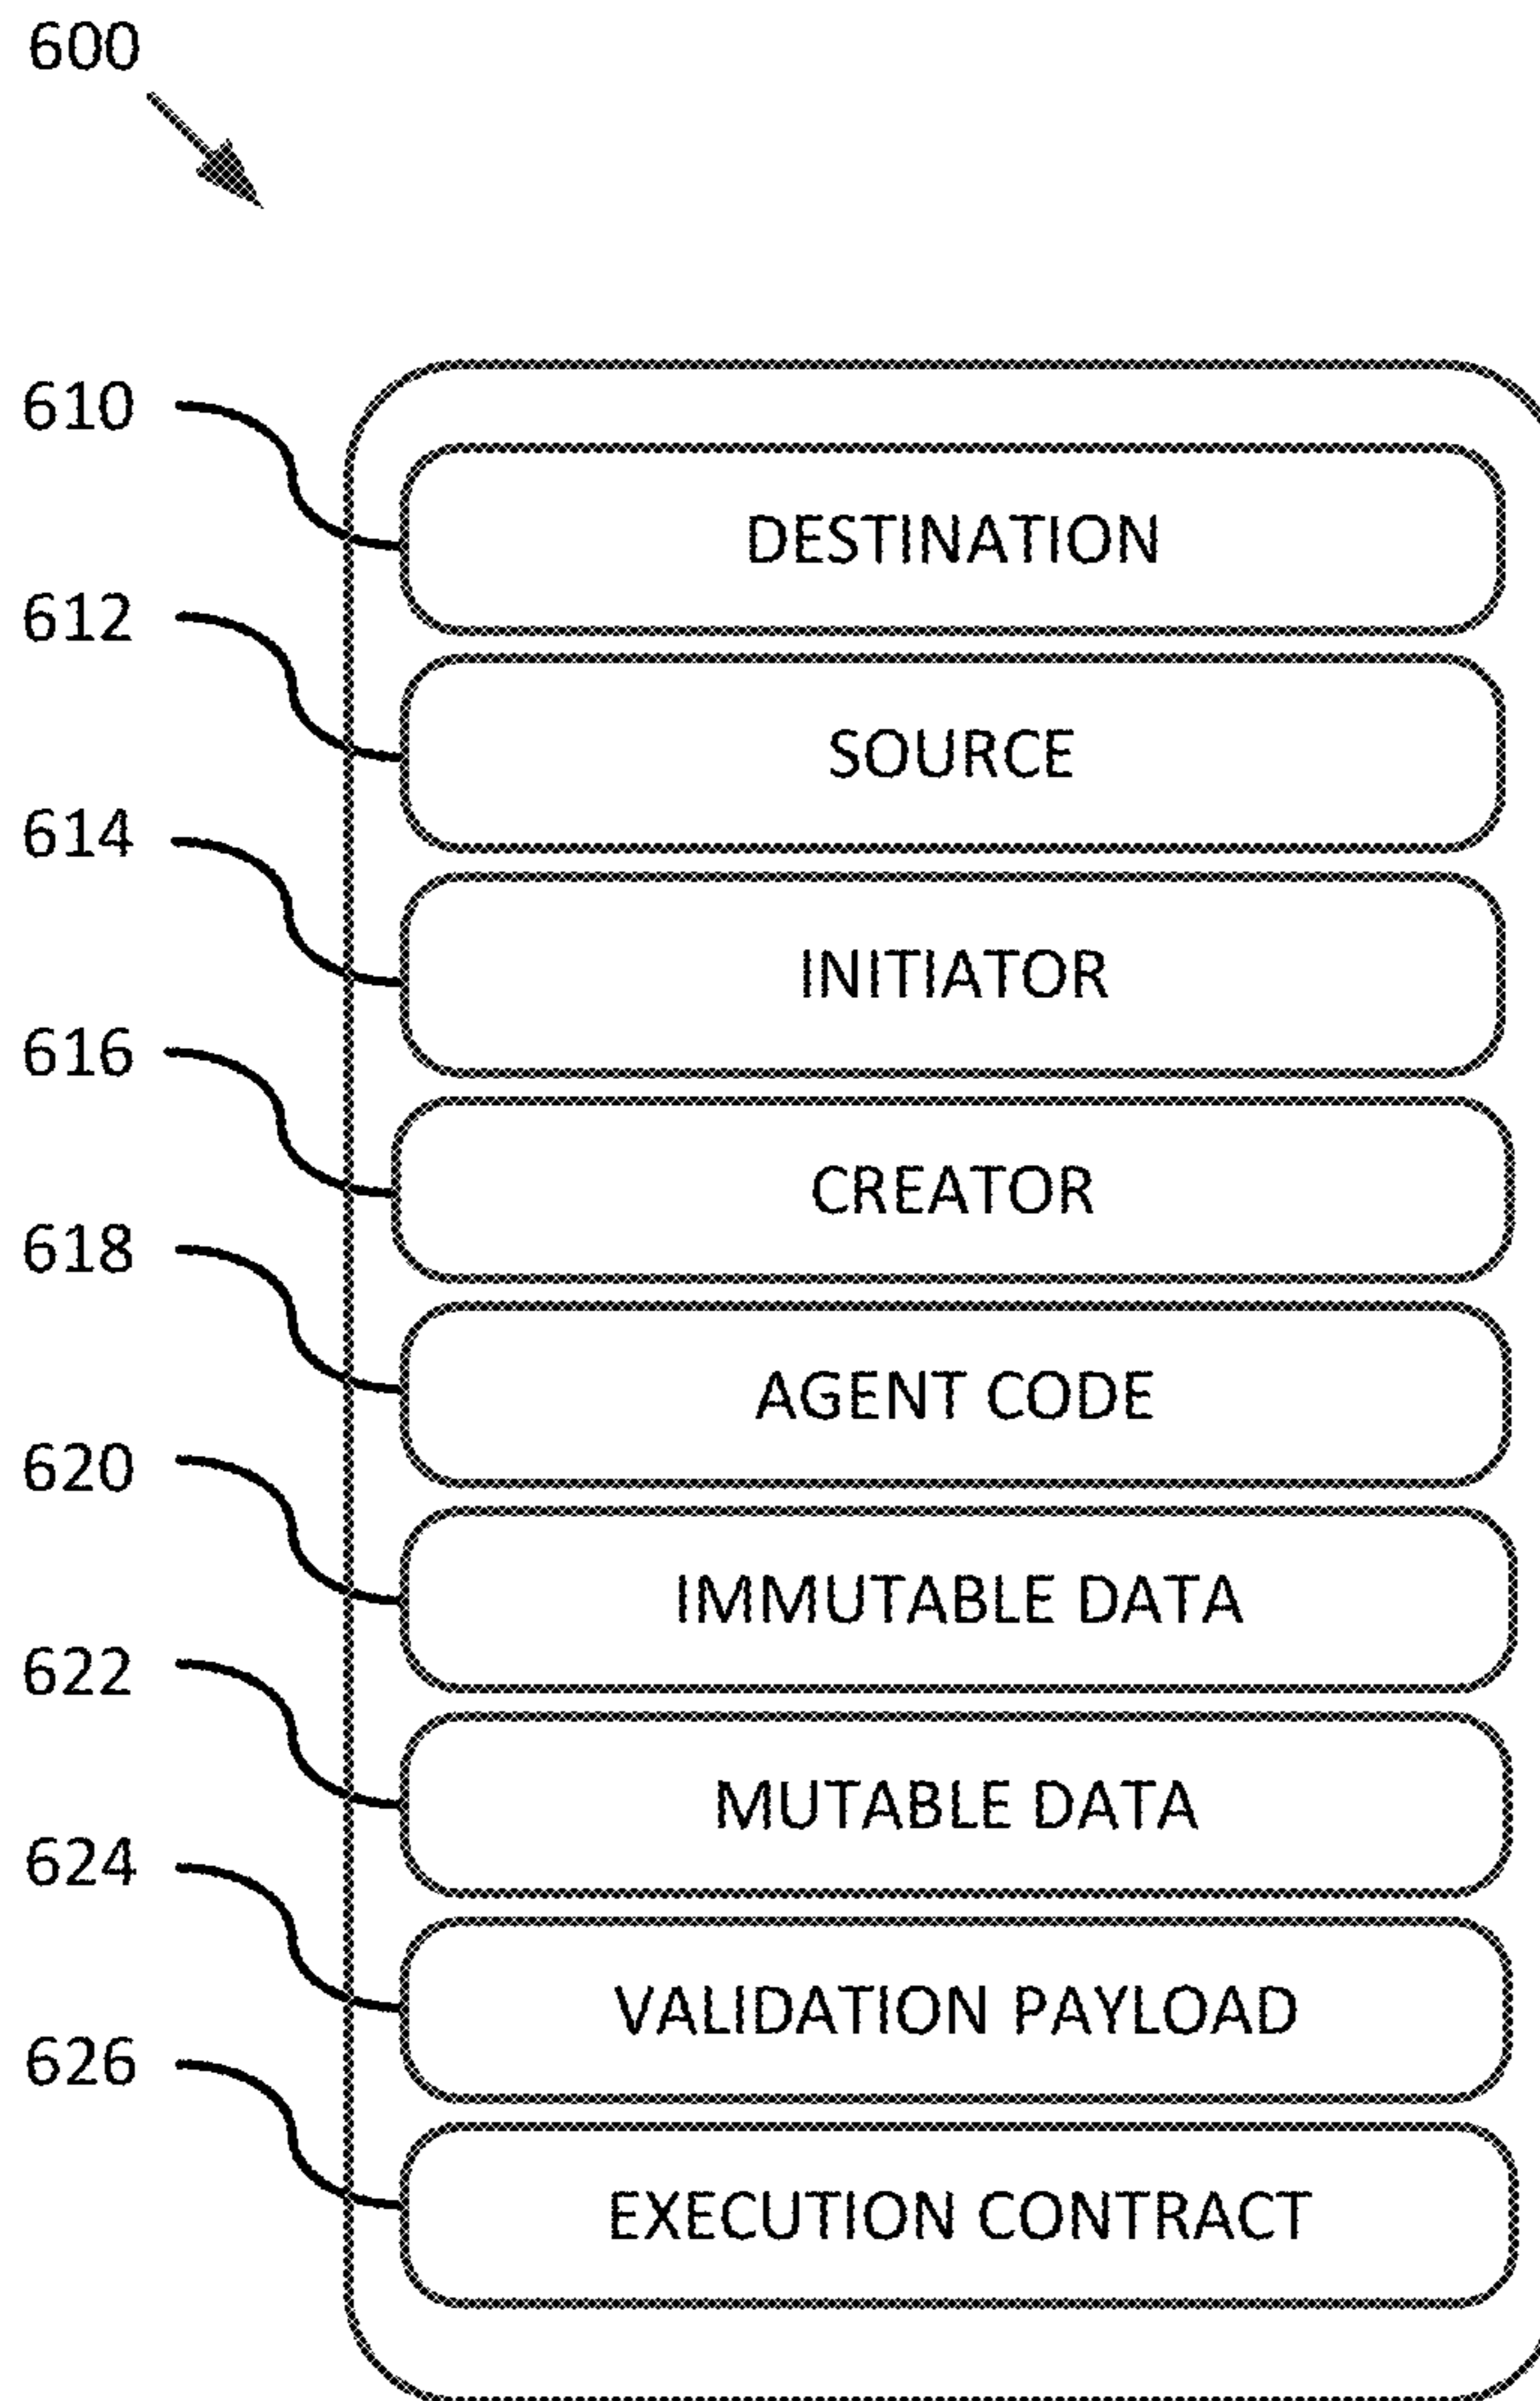 600
610
DESTINATION
612
SOURCE
614
INITIATOR
616
CREATOR
618
AGENT CODE
620
IMMUTABLE DATA
622
MUTABLE DATA
624
VALIDATION PAYLOAD
626
EXECUTION CONTRACT